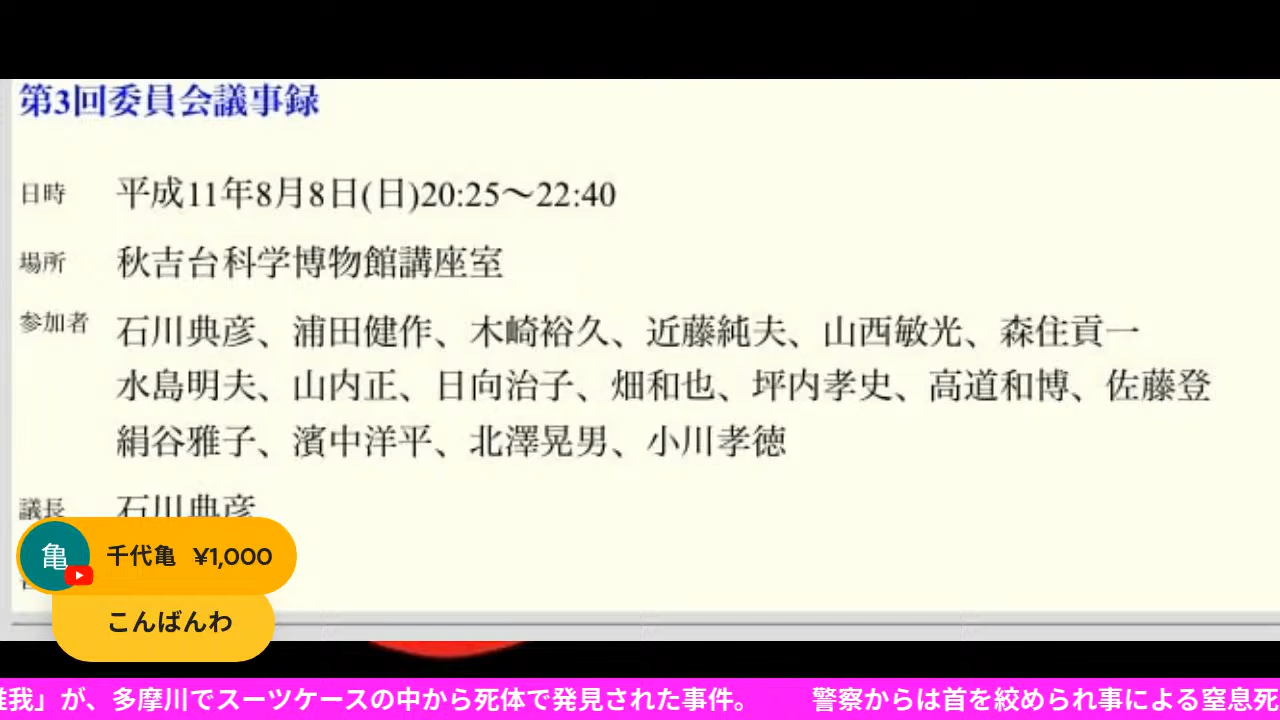 第3回委員会議事録
日時 平成11年8月8日(日)20:25〜22:40
場所 秋吉台科学博物館講座室
参加者 石川典彦、浦田健作、木崎裕久、近藤純夫、山西敏光、森住貢一
水島明夫、山内正、日向治子、畑和也、坪内孝史、高道和博、佐藤登
絹谷雅子、濱中洋平、北澤晃男、小川孝徳
議長 石川典彦
亀 千代亀 ¥1,000
こんばんわ
我」が、多摩川でスーツケースの中から死体で発見された事件。 警察からは首を絞められ事による窒息死